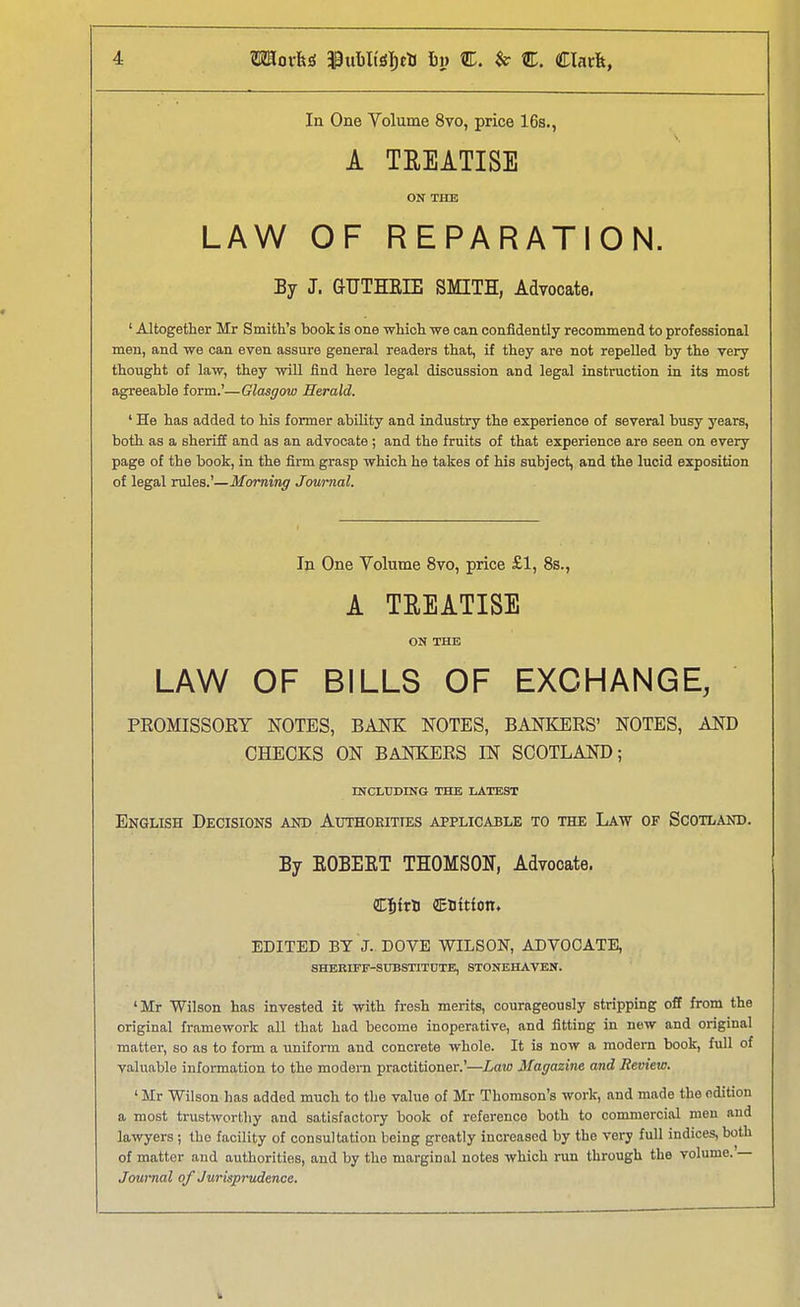 4 Works Published by T. & T. Clark,
In One Volume 8vo, price 16s.,
A TREATISE
ON THE
LAW OF REPARATION.
By J. GUTHRIE SMITH, Advocate.
‘ Altogether Mr Smith’s book is one which we can confidently recommend to professional
men, and we can even assure general readers that, if they are not repelled by the very
thought of law, they will find here legal discussion and legal instruction in its most
agreeable form.’—Glasgow Herald.
‘ He has added to his former ability and industry the experience of several busy years,
both as a sheriff and as an advocate ; and the fruits of that experience are seen on every
page of the book, in the firm grasp which he takes of his subject, and the lucid exposition
of legal rules.’—Morning Journal.
In One Volume 8vo, price £1, 8s.,
A TREATISE
ON THE
LAW OF BILLS OF EXCHANGE,
PROMISSORY NOTES, BANK NOTES, BANKERS’ NOTES, AND
CHECKS ON BANKERS IN SCOTLAND;
INCLUDING THE LATEST
ENGLISH DECISIONS AND AUTHORITIES APPLICABLE TO THE LAW OF SCOTLAND.
By ROBERT THOMSON, Advocate.
Third Edition.
EDITED BY J. DOVE WILSON, ADVOCATE,
SHERIFF-SUBSTITUTE, STONEHAVEN.
‘Mr Wilson has invested it with fresh merits, courageously stripping off from the
original framework all that had become inoperative, and fitting in new and original
matter, so as to form a uniform and concrete whole. It is now a modern book, full of
valuable information to the modern practitioner.’—Law Magazine and Review.
‘Mr Wilson has added much to the value of Mr Thomson’s work, and made the edition
a most trustworthy and satisfactory book of reference both to commercial men and
lawyers ; the facility of consultation being greatly increased by the very full indices, both
of matter and authorities, and by the marginal notes which run through the volume.’—
Journal of Jurisprudence.